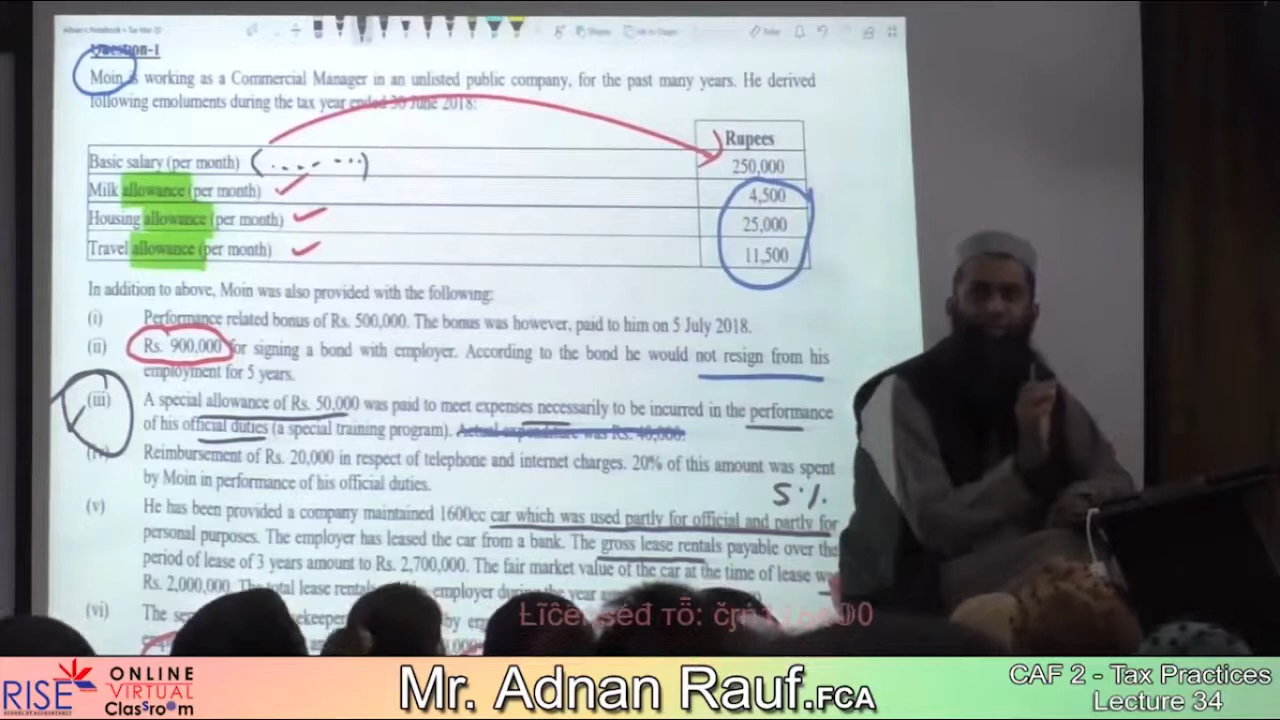 Question-1
Moin is working as a Commercial Manager in an unlisted public company, for the past many years. He derived
following emoluments during the tax year ended 30 June 2018:
Rupees
Basic salary (per month) 250,000
Milk allowance (per month) 4,500
Housing allowance (per month) 25,000
Travel allowance (per month) 11,500
In addition to above, Moin was also provided with the following:
(i) Performance related bonus of Rs. 500,000. The bonus was however, paid to him on 5 July 2018.
(ii) Rs. 900,000 for signing a bond with employer. According to the bond he would not resign from his
employment for 5 years.
(iii) A special allowance of Rs. 50,000 was paid to meet expenses necessarily to be incurred in the performance
of his official duties (a special training program). Actual expenditure was Rs. 40,000.
Reimbursement of Rs. 20,000 in respect of telephone and internet charges. 20% of this amount was spent
by Moin in performance of his official duties.
5%
(v) He has been provided a company maintained 1600cc car which was used partly for official and partly for
personal purposes. The employer has leased the car from a bank. The gross lease rentals payable over the
period of lease of 3 years amount to Rs. 2,700,000. The fair market value of the car at the time of lease
Rs. 2,000,000. The total lease rentals employer during the year
(vi) The
RISE
ONLINE
VIRTUAL
Classroom
Mr. Adnan Rauf.FCA
CAF 2 - Tax Practices
Lecture 34